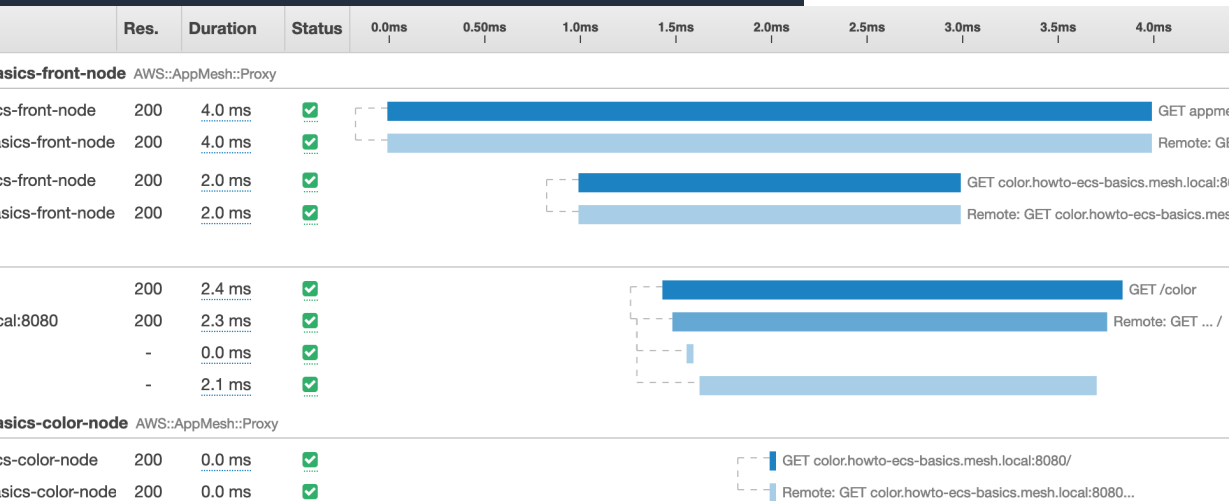 Res. Duration Status 0.0ms 0.50ms 1.0ms 1.5ms 2.0ms 2.5ms 3.0ms 3.5ms 4.0ms
asics-front-node AWS::AppMesh::Proxy
cs-front-node 200 4.0 ms GET appme
asics-front-node 200 4.0 ms Remote: GE
cs-front-node 200 2.0 ms GET color.howto-ecs-basics.mesh.local:80
asics-front-node 200 2.0 ms Remote: GET color.howto-ecs-basics.mes
200 2.4 ms GET /color
cal:8080 200 2.3 ms Remote: GET ... /
- 0.0 ms
- 2.1 ms
asics-color-node AWS::AppMesh::Proxy
cs-color-node 200 0.0 ms GET color.howto-ecs-basics.mesh.local:8080/
asics-color-node 200 0.0 ms Remote: GET color.howto-ecs-basics.mesh.local:8080...